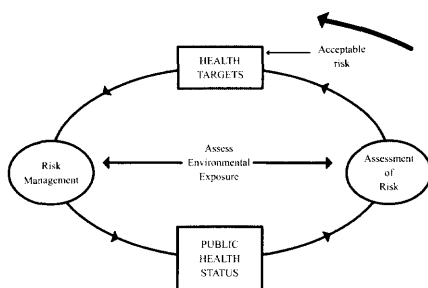 HEALTH
TARGETS
Acceptable
risk
Risk
Management
Assess
Environmental
Exposure
Assessment
of
Risk
PUBLIC
HEALTH
STATUS